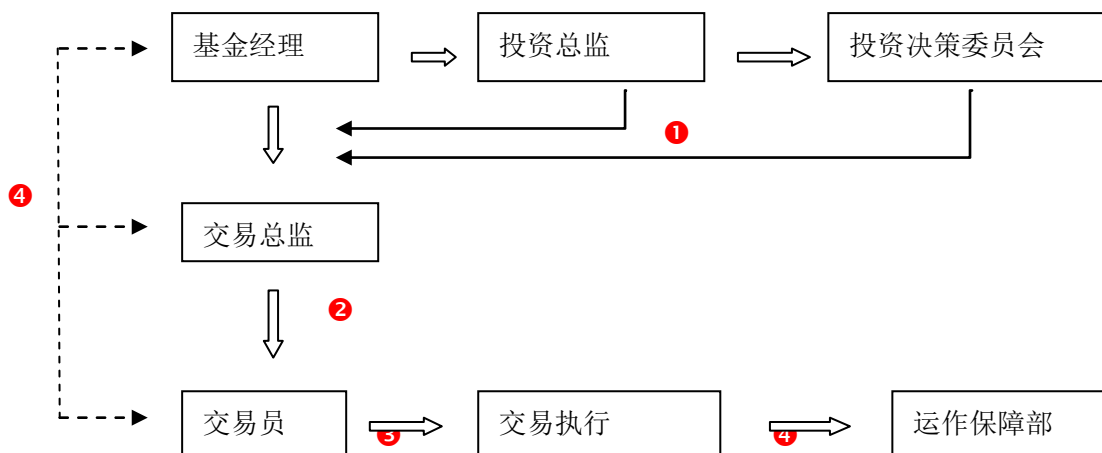 基金经理
投资总监
投资决策委员会
❶
❹
交易总监
❷
交易员
❸
交易执行
❹
运作保障部